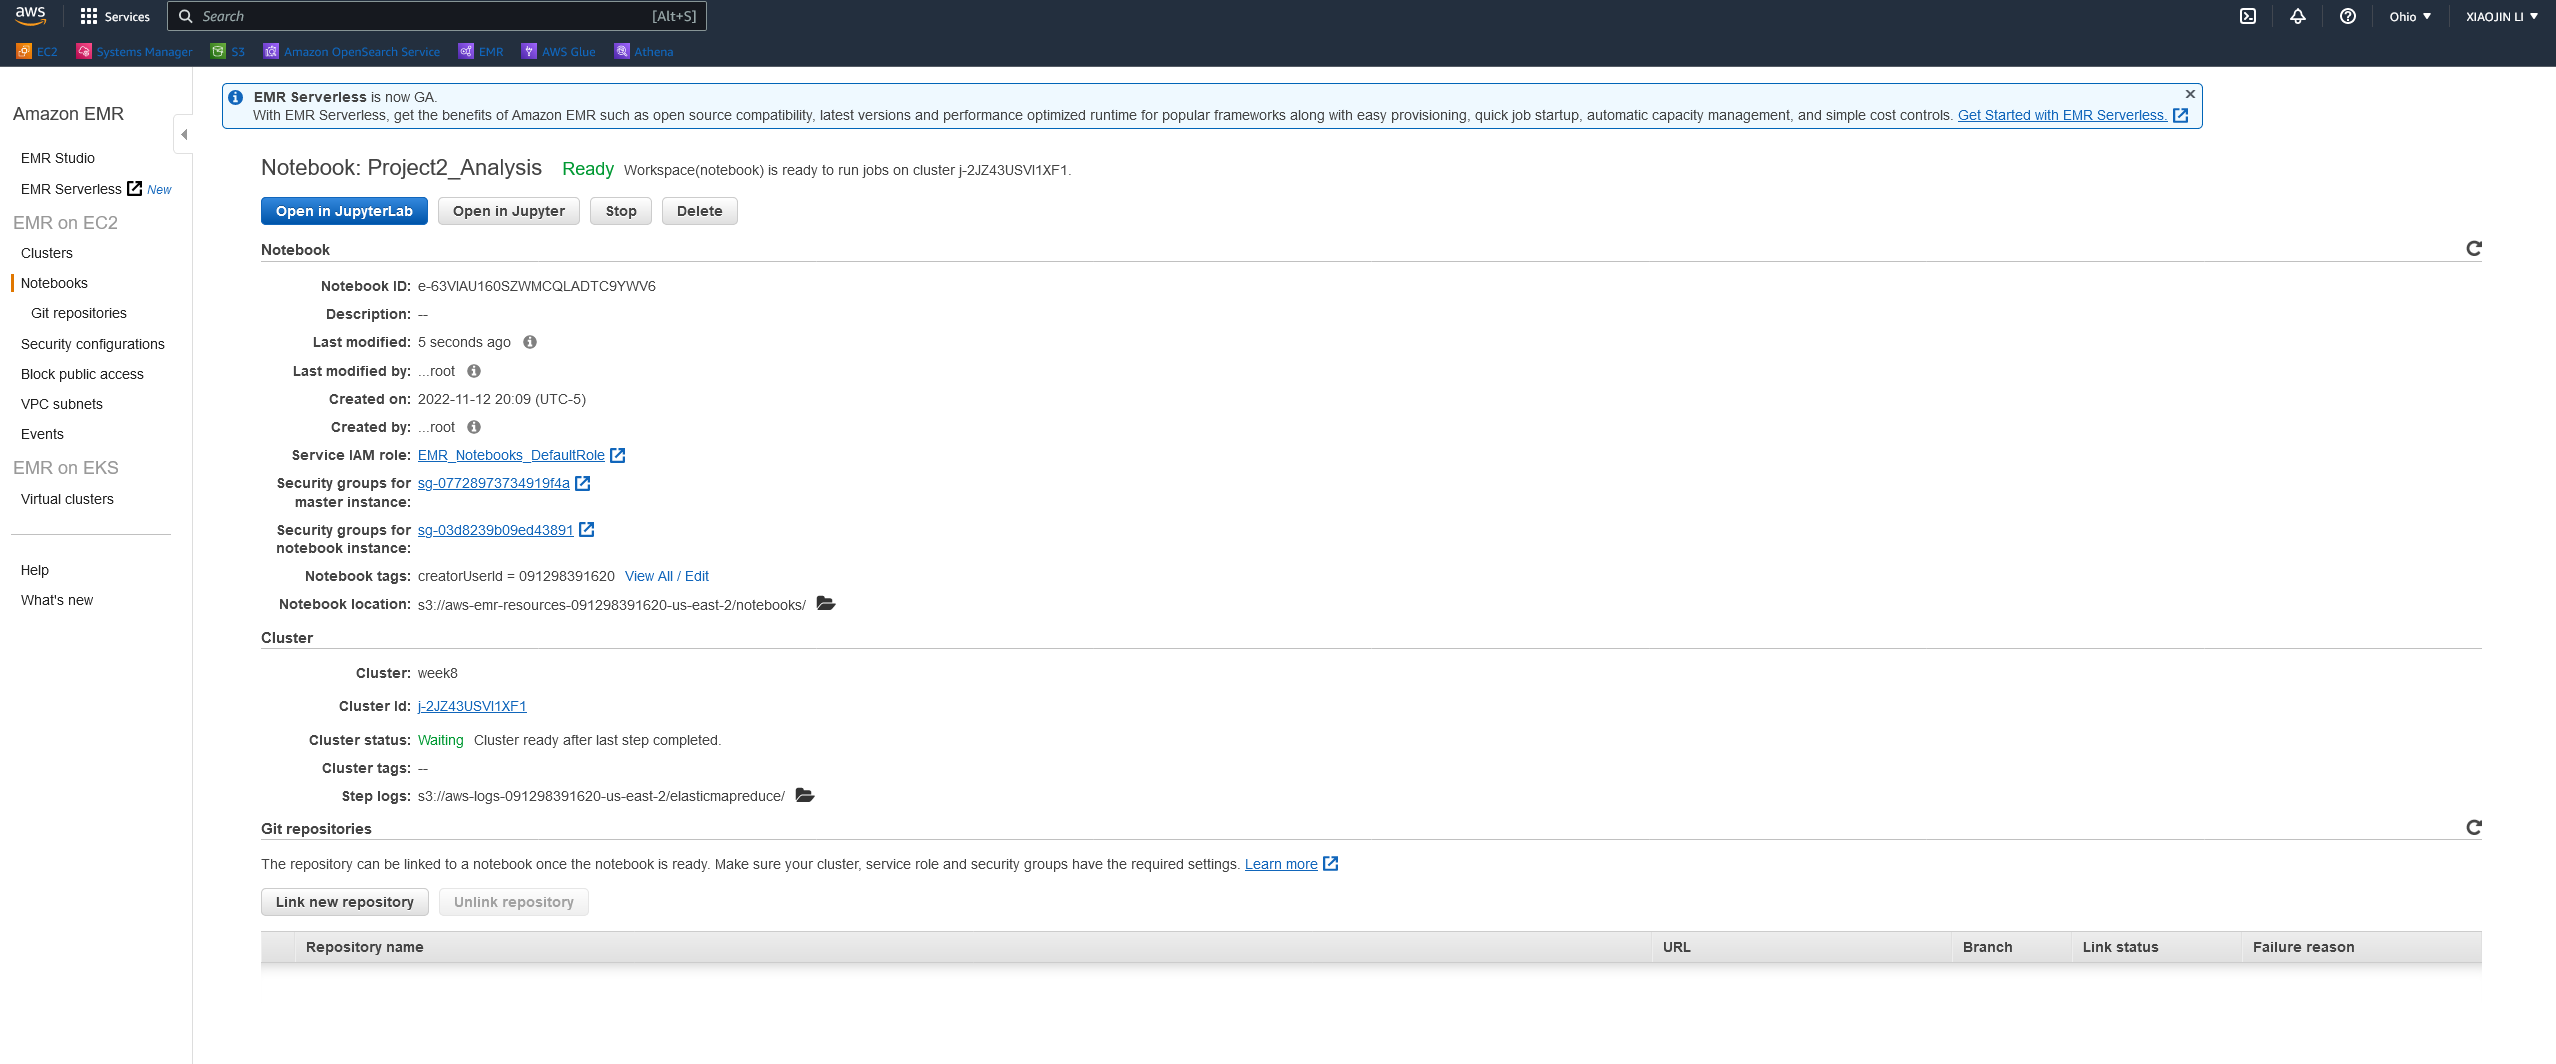 aws Services Search [Alt+S] Ohio XIAOJIN LI
EC2 Systems Manager S3 Amazon OpenSearch Service EMR AWS Glue Athena
Amazon EMR
EMR Studio
EMR Serverless New
EMR on EC2
Clusters
Notebooks
Git repositories
Security configurations
Block public access
VPC subnets
Events
EMR on EKS
Virtual clusters
Help
What's new
EMR Serverless is now GA.
With EMR Serverless, get the benefits of Amazon EMR such as open source compatibility, latest versions and performance optimized runtime for popular frameworks along with easy provisioning, quick job startup, automatic capacity management, and simple cost controls. Get Started with EMR Serverless.
Notebook: Project2_Analysis Ready Workspace(notebook) is ready to run jobs on cluster j-2JZ43USVI1XF1.
Open in JupyterLab Open in Jupyter Stop Delete
Notebook
Notebook ID: e-63VIAU160SZWMCQLADTC9YWV6
Description: --
Last modified: 5 seconds ago
Last modified by: ...root
Created on: 2022-11-12 20:09 (UTC-5)
Created by: ...root
Service IAM role: EMR_Notebooks_DefaultRole
Security groups for sg-07728973734919f4a
master instance:
Security groups for sg-03d8239b09ed43891
notebook instance:
Notebook tags: creatorUserId = 091298391620 View All / Edit
Notebook location: s3://aws-emr-resources-091298391620-us-east-2/notebooks/
Cluster
Cluster: week8
Cluster Id: j-2JZ43USVI1XF1
Cluster status: Waiting Cluster ready after last step completed.
Cluster tags: --
Step logs: s3://aws-logs-091298391620-us-east-2/elasticmapreduce/
Git repositories
The repository can be linked to a notebook once the notebook is ready. Make sure your cluster, service role and security groups have the required settings. Learn more
Link new repository Unlink repository
Repository name URL Branch Link status Failure reason